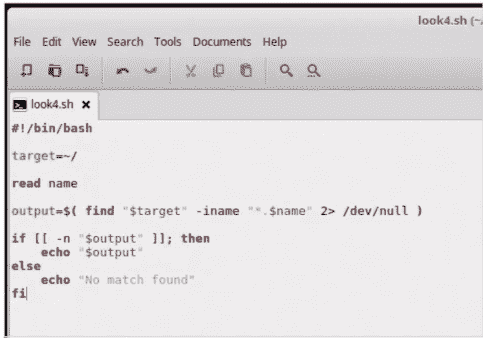 look4.sh (~/
File Edit View Search Tools Documents Help
look4.sh
#!/bin/bash
target=~/
read name
output=$( find "$target" -iname "*.$name" 2> /dev/null )
if [[ -n "$output" ]]; then
    echo "$output"
else
    echo "No match found"
fi